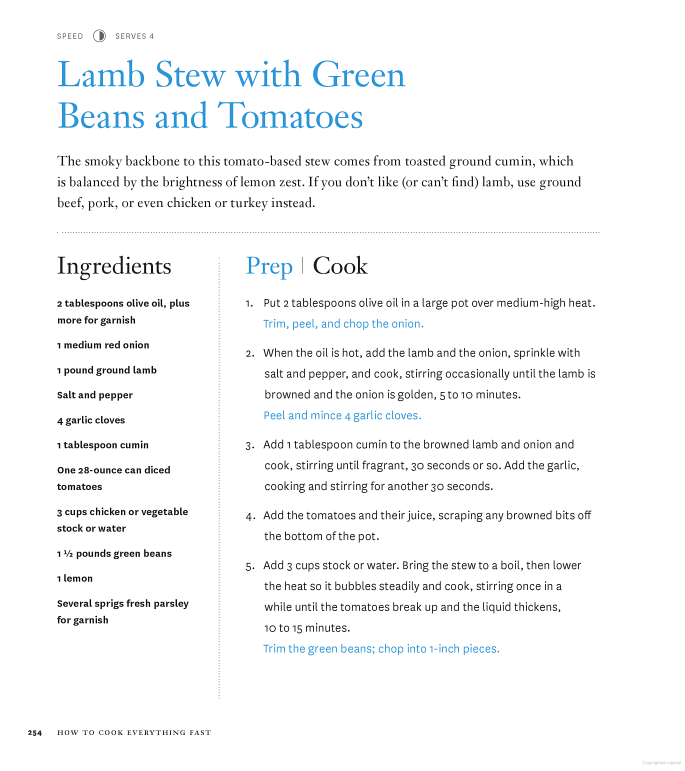 SPEED SERVES 4
Lamb Stew with Green
Beans and Tomatoes
The smoky backbone to this tomato-based stew comes from toasted ground cumin, which
is balanced by the brightness of lemon zest. If you don't like (or can't find) lamb, use ground
beef, pork, or even chicken or turkey instead.
Ingredients
2 tablespoons olive oil, plus
more for garnish
1 medium red onion
1 pound ground lamb
Salt and pepper
4 garlic cloves
1 tablespoon cumin
One 28-ounce can diced
tomatoes
3 cups chicken or vegetable
stock or water
1 ½ pounds green beans
1 lemon
Several sprigs fresh parsley
for garnish
Prep | Cook
1. Put 2 tablespoons olive oil in a large pot over medium-high heat.
Trim, peel, and chop the onion.
2. When the oil is hot, add the lamb and the onion, sprinkle with
salt and pepper, and cook, stirring occasionally until the lamb is
browned and the onion is golden, 5 to 10 minutes.
Peel and mince 4 garlic cloves.
3. Add 1 tablespoon cumin to the browned lamb and onion and
cook, stirring until fragrant, 30 seconds or so. Add the garlic,
cooking and stirring for another 30 seconds.
4. Add the tomatoes and their juice, scraping any browned bits off
the bottom of the pot.
5. Add 3 cups stock or water. Bring the stew to a boil, then lower
the heat so it bubbles steadily and cook, stirring once in a
while until the tomatoes break up and the liquid thickens,
10 to 15 minutes.
Trim the green beans; chop into 1-inch pieces.
254 HOW TO COOK EVERYTHING FAST
Copyrighted material